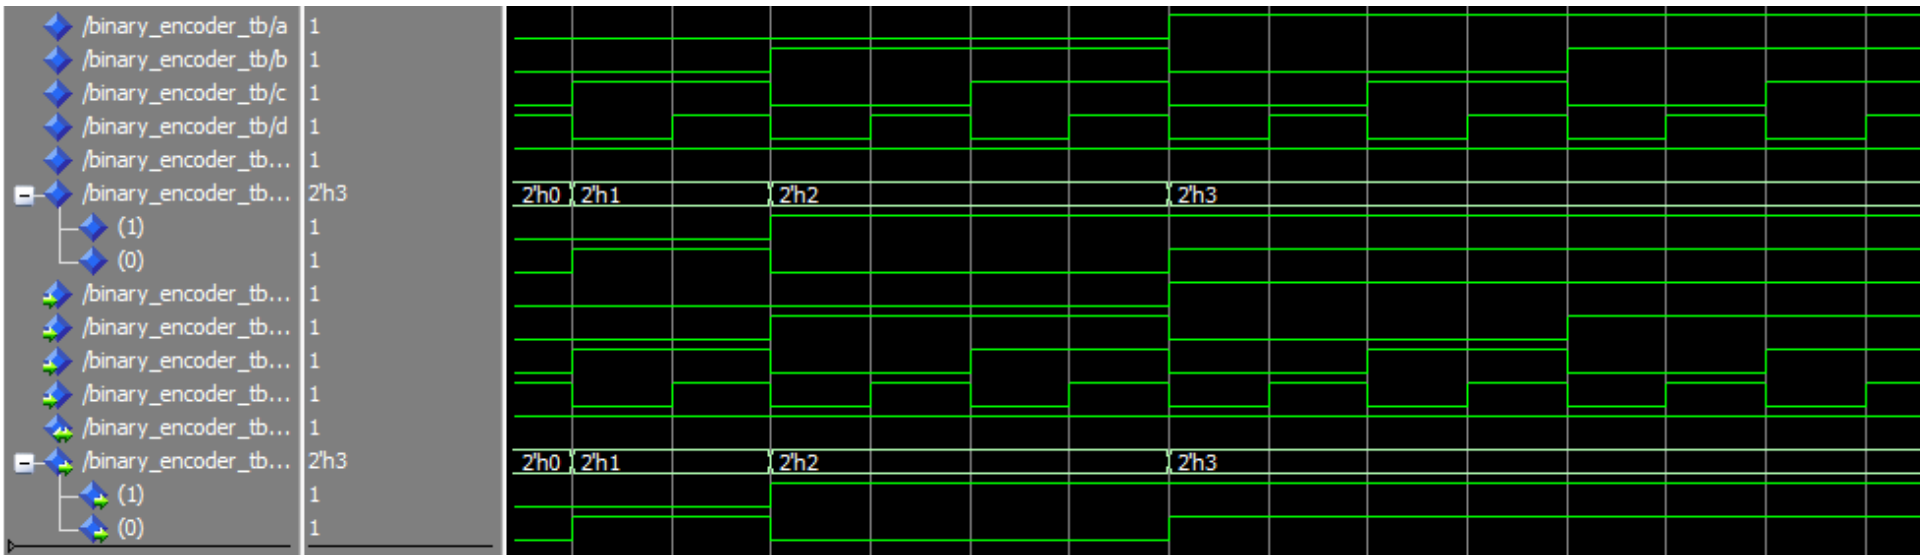 /binary_encoder_tb/a 1
/binary_encoder_tb/b 1
/binary_encoder_tb/c 1
/binary_encoder_tb/d 1
/binary_encoder_tb... 1
/binary_encoder_tb... 2'h3 2'h0 2'h1 2'h2 2'h3
(1) 1
(0) 1
/binary_encoder_tb... 1
/binary_encoder_tb... 1
/binary_encoder_tb... 1
/binary_encoder_tb... 1
/binary_encoder_tb... 1
/binary_encoder_tb... 2'h3 2'h0 2'h1 2'h2 2'h3
(1) 1
(0) 1